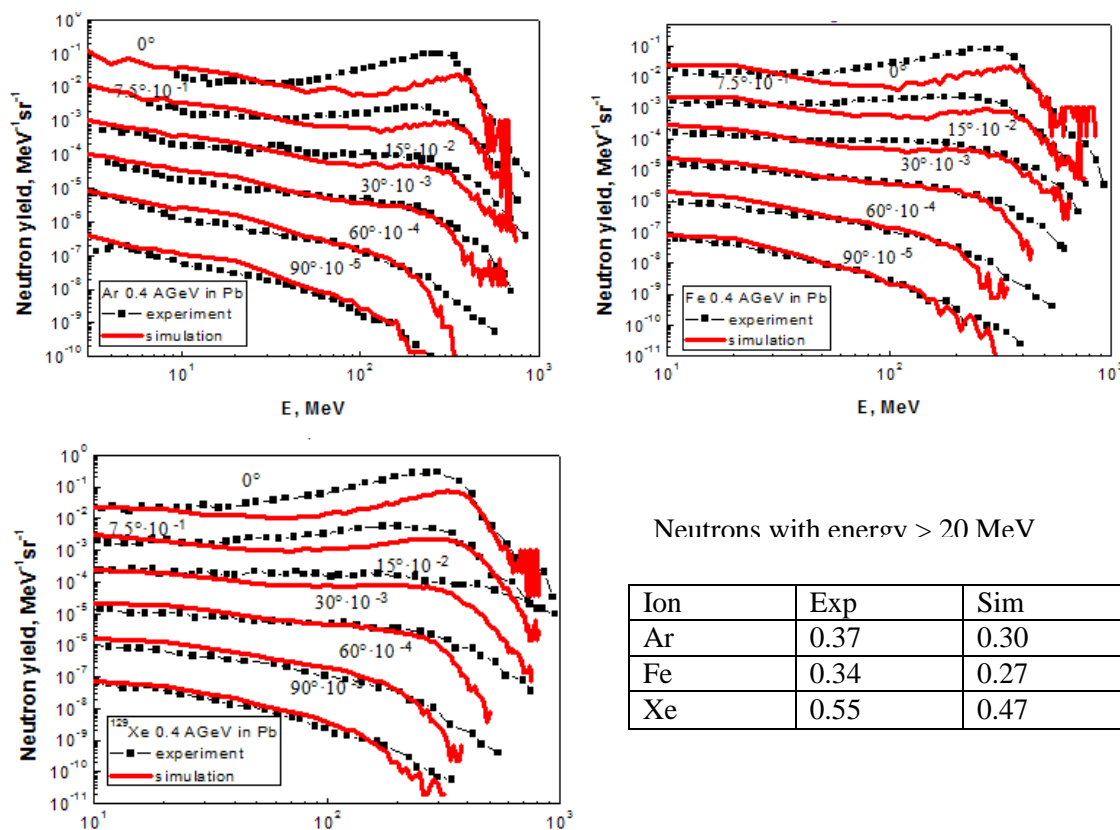 Neutron yield, MeV⁻¹sr⁻¹
10⁰
10⁻¹
10⁻²
10⁻³
10⁻⁴
10⁻⁵
10⁻⁶
10⁻⁷
10⁻⁸
10⁻⁹
10⁻¹⁰
0°
7.5°·10⁻¹
15°·10⁻²
30°·10⁻³
60°·10⁻⁴
90°·10⁻⁵
Ar 0.4 AGeV in Pb
experiment
simulation
10¹ 10² 10³
E, MeV
Neutron yield, MeV⁻¹sr⁻¹
10⁰
10⁻¹
10⁻²
10⁻³
10⁻⁴
10⁻⁵
10⁻⁶
10⁻⁷
10⁻⁸
10⁻⁹
10⁻¹⁰
10⁻¹¹
0°
7.5°·10⁻¹
15°·10⁻²
30°·10⁻³
60°·10⁻⁴
90°·10⁻⁵
Fe 0.4 AGeV in Pb
experiment
simulation
10¹ 10² 10³
E, MeV
Neutron yield, MeV⁻¹sr⁻¹
10⁰
10⁻¹
10⁻²
10⁻³
10⁻⁴
10⁻⁵
10⁻⁶
10⁻⁷
10⁻⁸
10⁻⁹
10⁻¹⁰
10⁻¹¹
0°
7.5°·10⁻¹
15°·10⁻²
30°·10⁻³
60°·10⁻⁴
90°·10⁻⁵
¹²⁹Xe 0.4 AGeV in Pb
experiment
simulation
10¹ 10² 10³
Neutrons with energy > 20 MeV
Ion Exp Sim
Ar 0.37 0.30
Fe 0.34 0.27
Xe 0.55 0.47